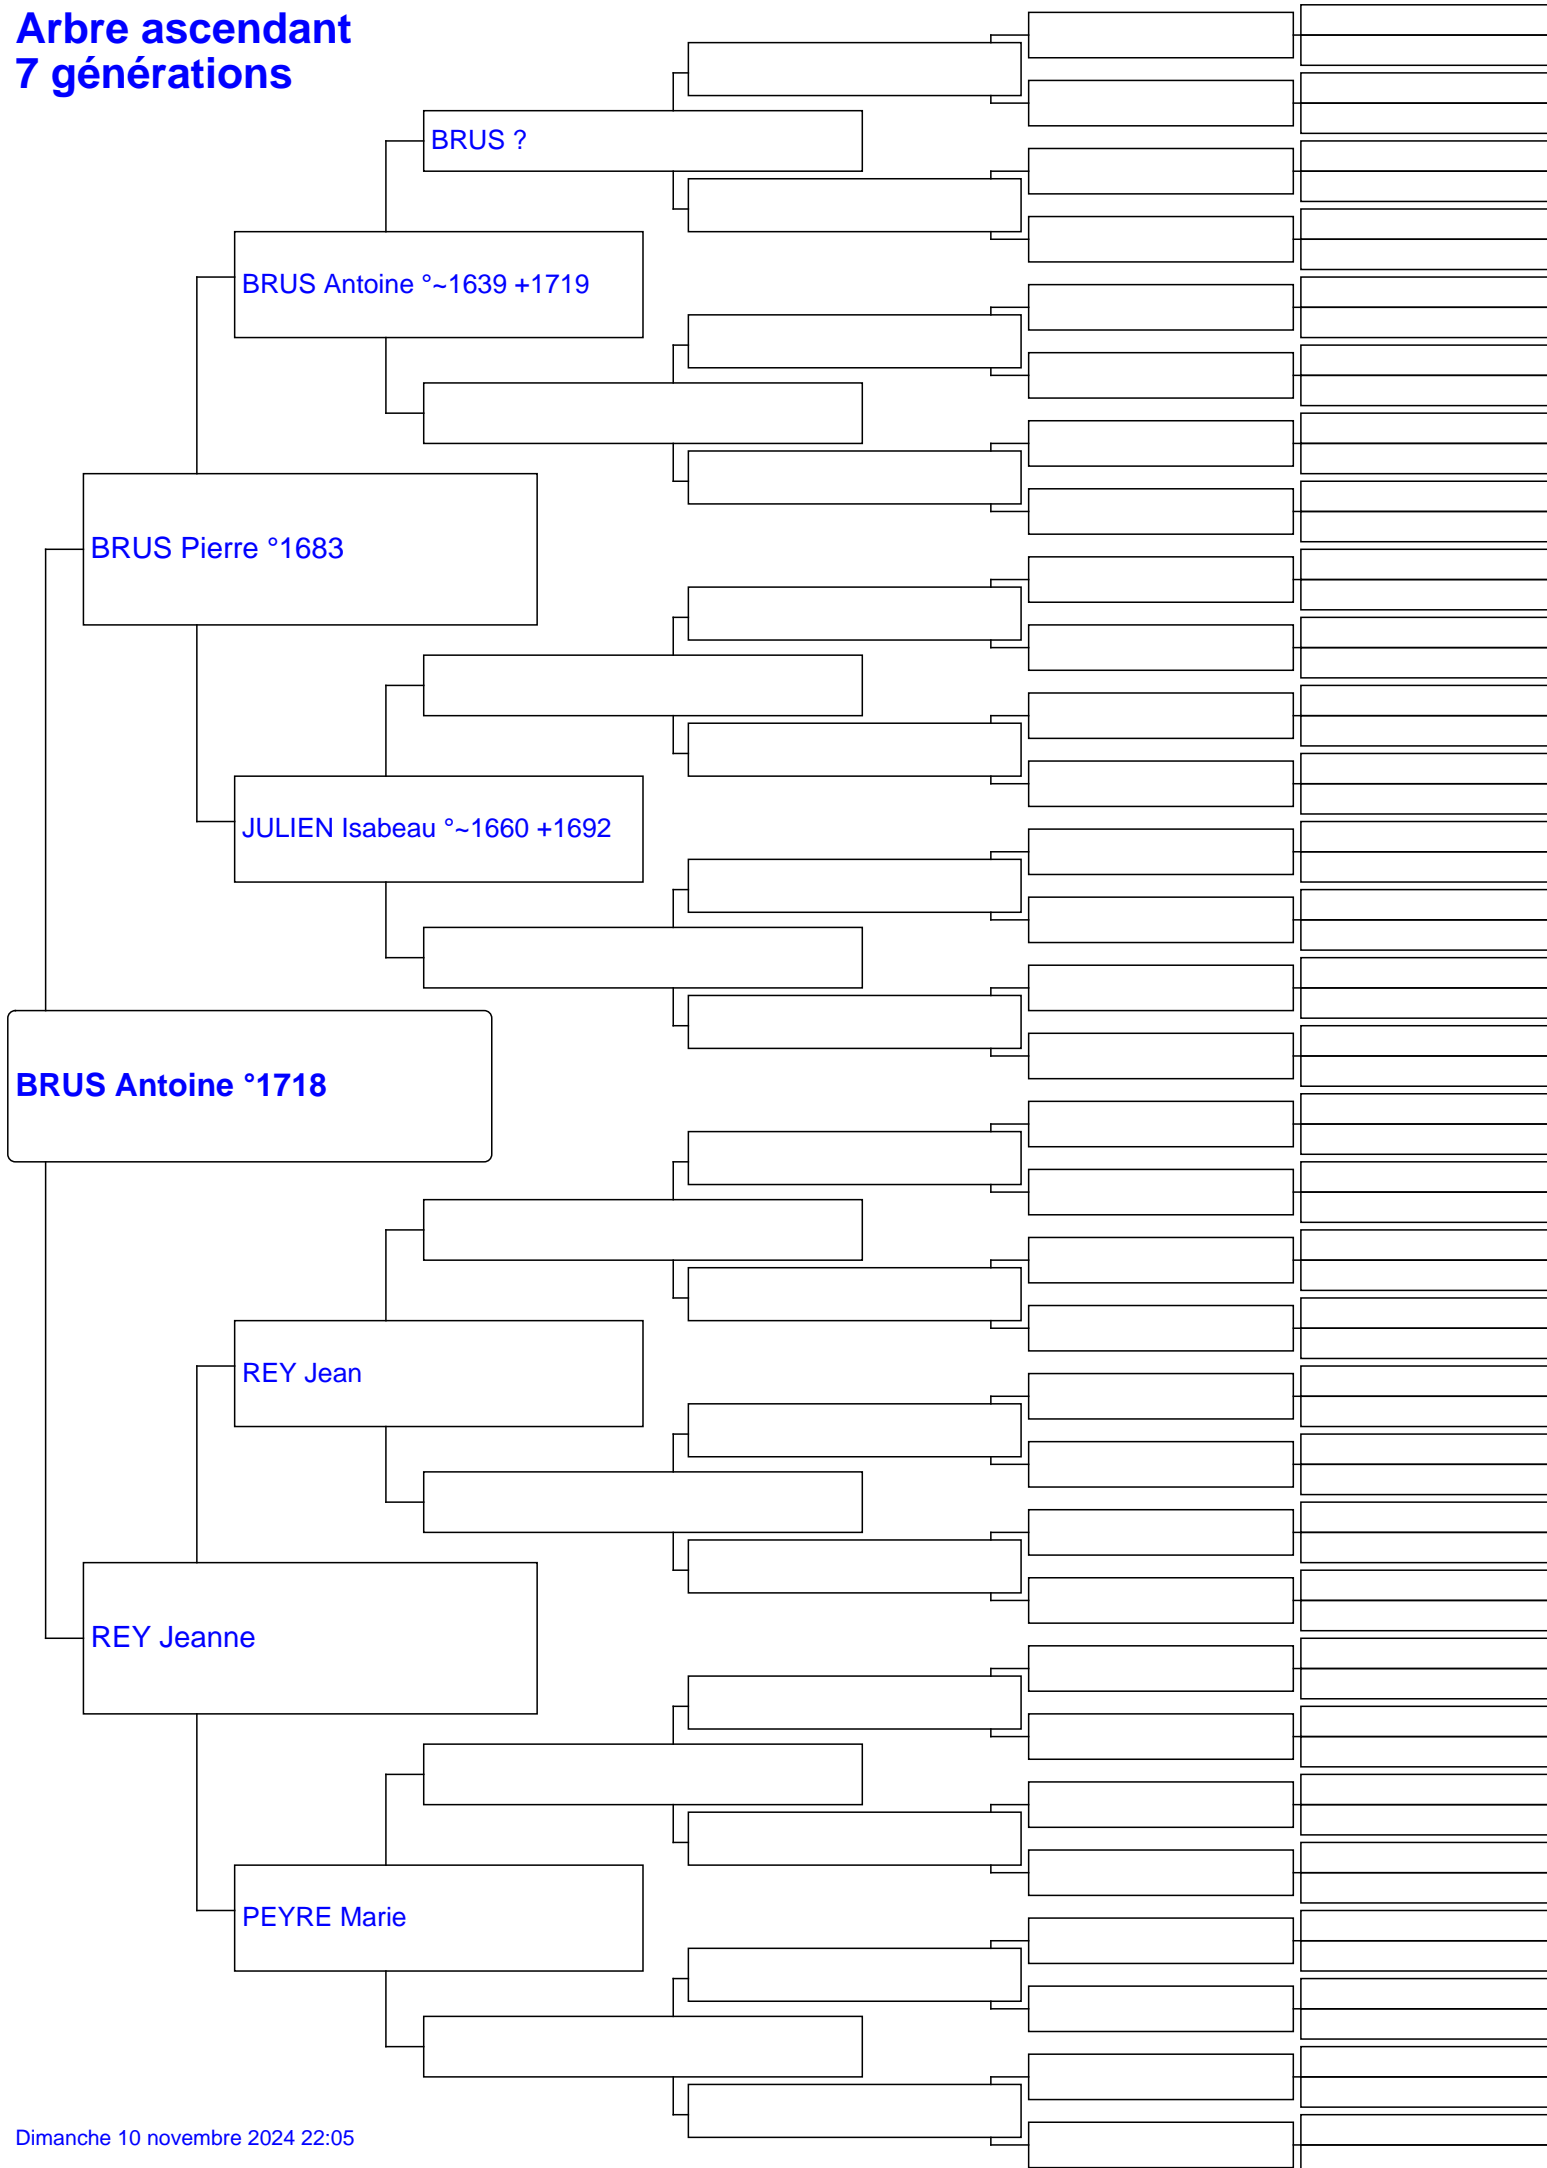 Arbre ascendant
7 générations
BRUS ?
BRUS Antoine °~1639 +1719
BRUS Pierre °1683
JULIEN Isabeau °~1660 +1692
BRUS Antoine °1718
REY Jean
REY Jeanne
PEYRE Marie
Dimanche 10 novembre 2024 22:05